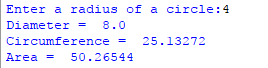 Enter a radius of a circle:4
Diameter =  8.0
Circumference =  25.13272
Area =  50.26544